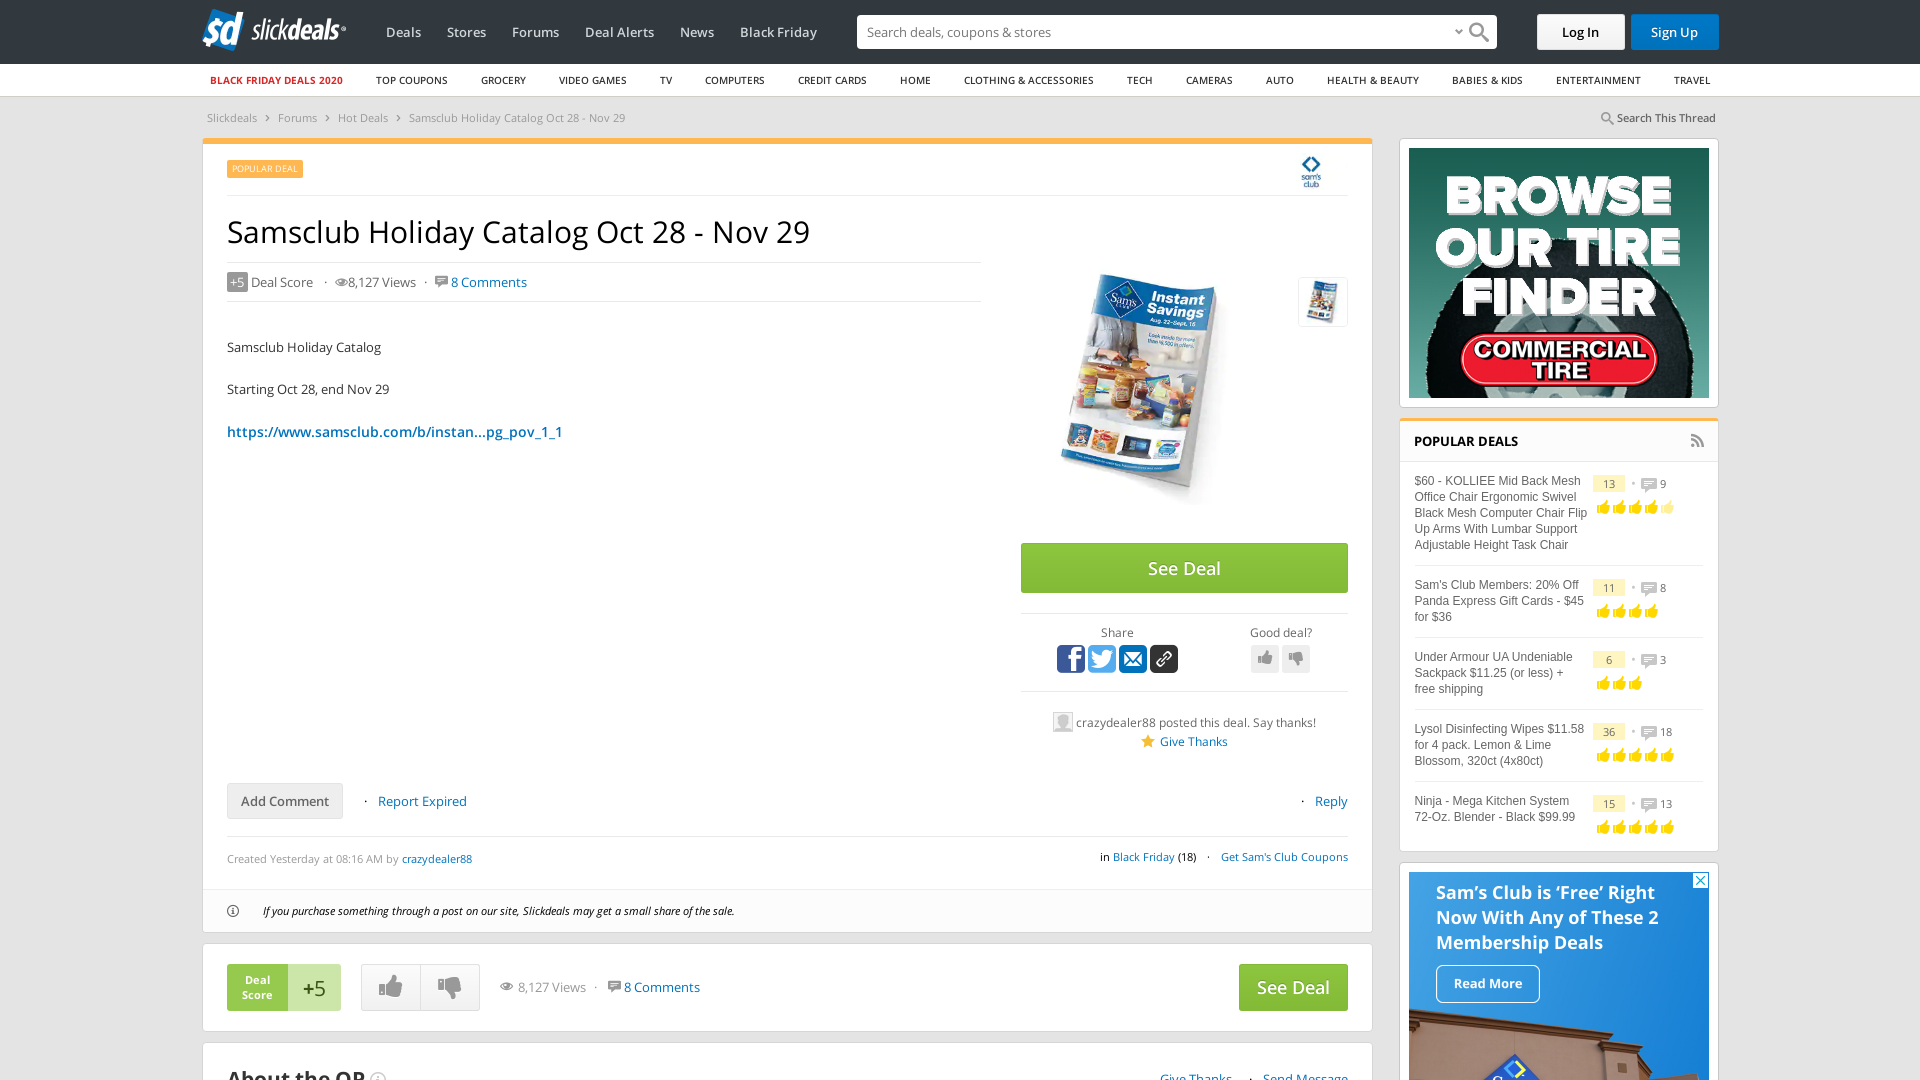 slickdeals
Deals
Stores
Forums
Deal Alerts
News
Black Friday
Search deals, coupons & stores
Log In
Sign Up
BLACK FRIDAY DEALS 2020
TOP COUPONS
GROCERY
VIDEO GAMES
TV
COMPUTERS
CREDIT CARDS
HOME
CLOTHING & ACCESSORIES
TECH
CAMERAS
AUTO
HEALTH & BEAUTY
BABIES & KIDS
ENTERTAINMENT
TRAVEL
Slickdeals › Forums › Hot Deals › Samsclub Holiday Catalog Oct 28 - Nov 29
Search This Thread
POPULAR DEAL
sam's
club
Samsclub Holiday Catalog Oct 28 - Nov 29
+5 Deal Score · 8,127 Views · 8 Comments
Samsclub Holiday Catalog
Starting Oct 28, end Nov 29
https://www.samsclub.com/b/instan...pg_pov_1_1
Sam's
Instant
Savings
Aug. 22-Sept. 16
See Deal
Share
Good deal?
crazydealer88 posted this deal. Say thanks!
Give Thanks
Add Comment
· Report Expired
· Reply
Created Yesterday at 08:16 AM by crazydealer88
in Black Friday (18) · Get Sam's Club Coupons
If you purchase something through a post on our site, Slickdeals may get a small share of the sale.
Deal
Score
+5
8,127 Views · 8 Comments
See Deal
About the OP
Give Thanks · Send Message
BROWSE
OUR TIRE
FINDER
COMMERCIAL
TIRE
POPULAR DEALS
$60 - KOLLIEE Mid Back Mesh
Office Chair Ergonomic Swivel
Black Mesh Computer Chair Flip
Up Arms With Lumbar Support
Adjustable Height Task Chair
13 · 9
Sam's Club Members: 20% Off
Panda Express Gift Cards - $45
for $36
11 · 8
Under Armour UA Undeniable
Sackpack $11.25 (or less) +
free shipping
6 · 3
Lysol Disinfecting Wipes $11.58
for 4 pack. Lemon & Lime
Blossom, 320ct (4x80ct)
36 · 18
Ninja - Mega Kitchen System
72-Oz. Blender - Black $99.99
15 · 13
Sam's Club is 'Free' Right
Now With Any of These 2
Membership Deals
Read More